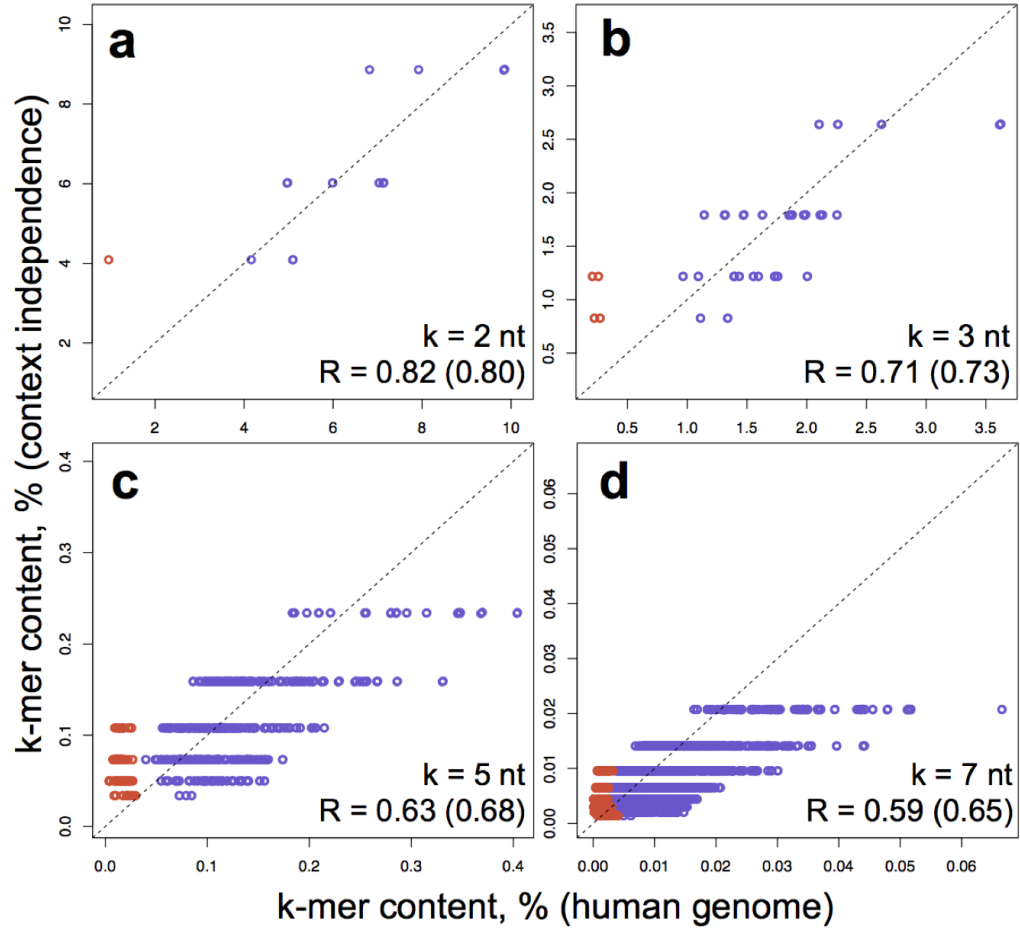 a
10
8
6
4
2
k = 2 nt
R = 0.82 (0.80)
2 4 6 8 10
b
3.5
3.0
2.5
2.0
1.5
1.0
0.5
k = 3 nt
R = 0.71 (0.73)
0.5 1.0 1.5 2.0 2.5 3.0 3.5
c
0.4
0.3
0.2
0.1
0.0
k = 5 nt
R = 0.63 (0.68)
0.0 0.1 0.2 0.3 0.4
d
0.06
0.05
0.04
0.03
0.02
0.01
0.00
k = 7 nt
R = 0.59 (0.65)
0.00 0.01 0.02 0.03 0.04 0.05 0.06
k-mer content, % (context independence)
k-mer content, % (human genome)